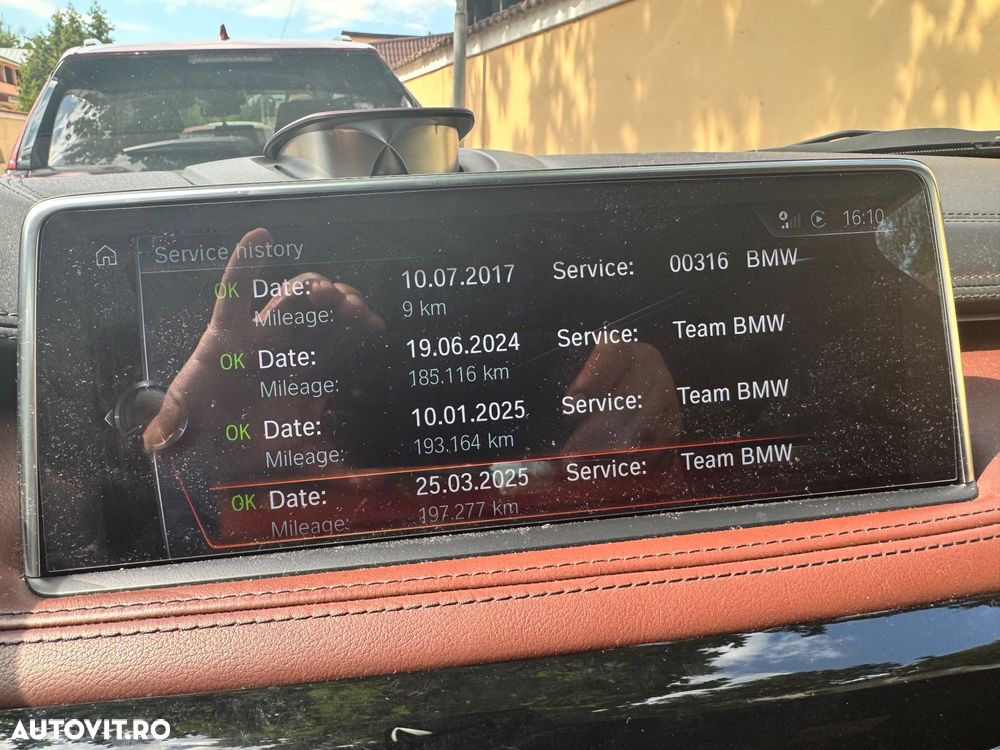 16:10
Service history
OK Date: 10.07.2017 Service: 00316 BMW
Mileage: 9 km
OK Date: 19.06.2024 Service: Team BMW
Mileage: 185.116 km
OK Date: 10.01.2025 Service: Team BMW
Mileage: 193.164 km
OK Date: 25.03.2025 Service: Team BMW
Mileage: 197.277 km
AUTOVIT.RO